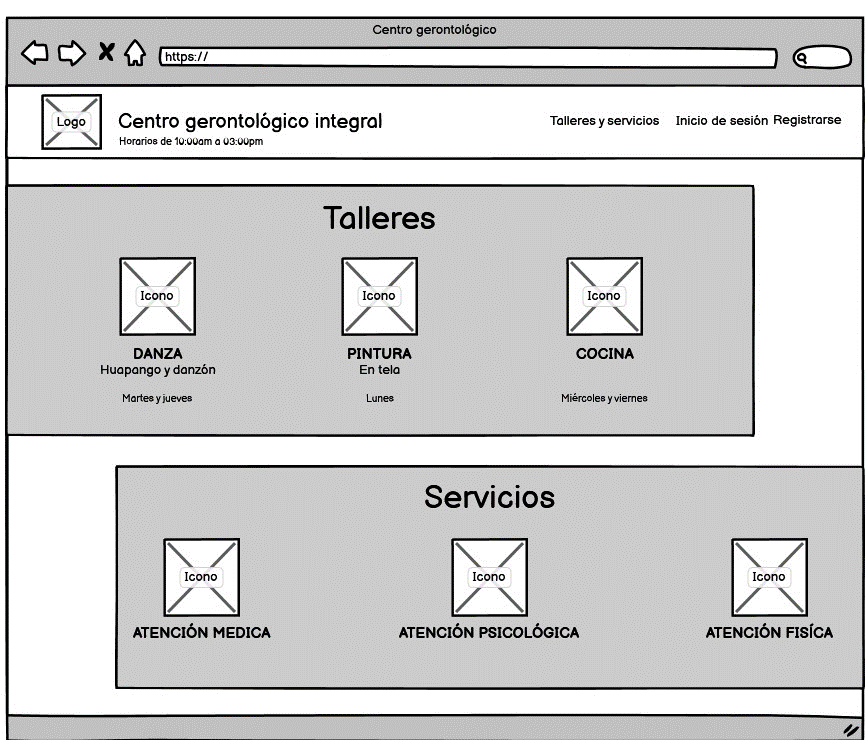 Centro gerontológico
https://
Logo
Centro gerontológico integral
Horarios de 10:00am a 03:00pm
Talleres y servicios Inicio de sesión Registrarse
Talleres
Icono Icono Icono
DANZA PINTURA COCINA
Huapango y danzón En tela
Martes y jueves Lunes Miércoles y viernes
Servicios
Icono Icono Icono
ATENCIÓN MEDICA ATENCIÓN PSICOLÓGICA ATENCIÓN FISÍCA